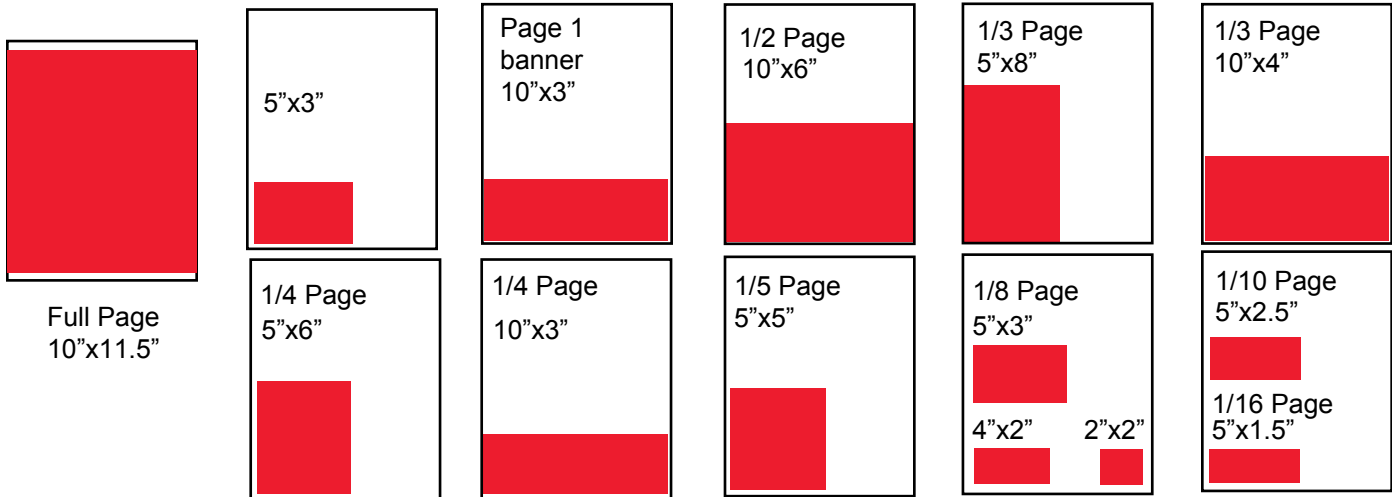 Full Page
10”x11.5”
5”x3”
Page 1
banner
10”x3”
1/2 Page
10”x6”
1/3 Page
5”x8”
1/3 Page
10”x4”
1/4 Page
5”x6”
1/4 Page
10”x3”
1/5 Page
5”x5”
1/8 Page
5”x3”
4”x2”
2”x2”
1/10 Page
5”x2.5”
1/16 Page
5”x1.5”